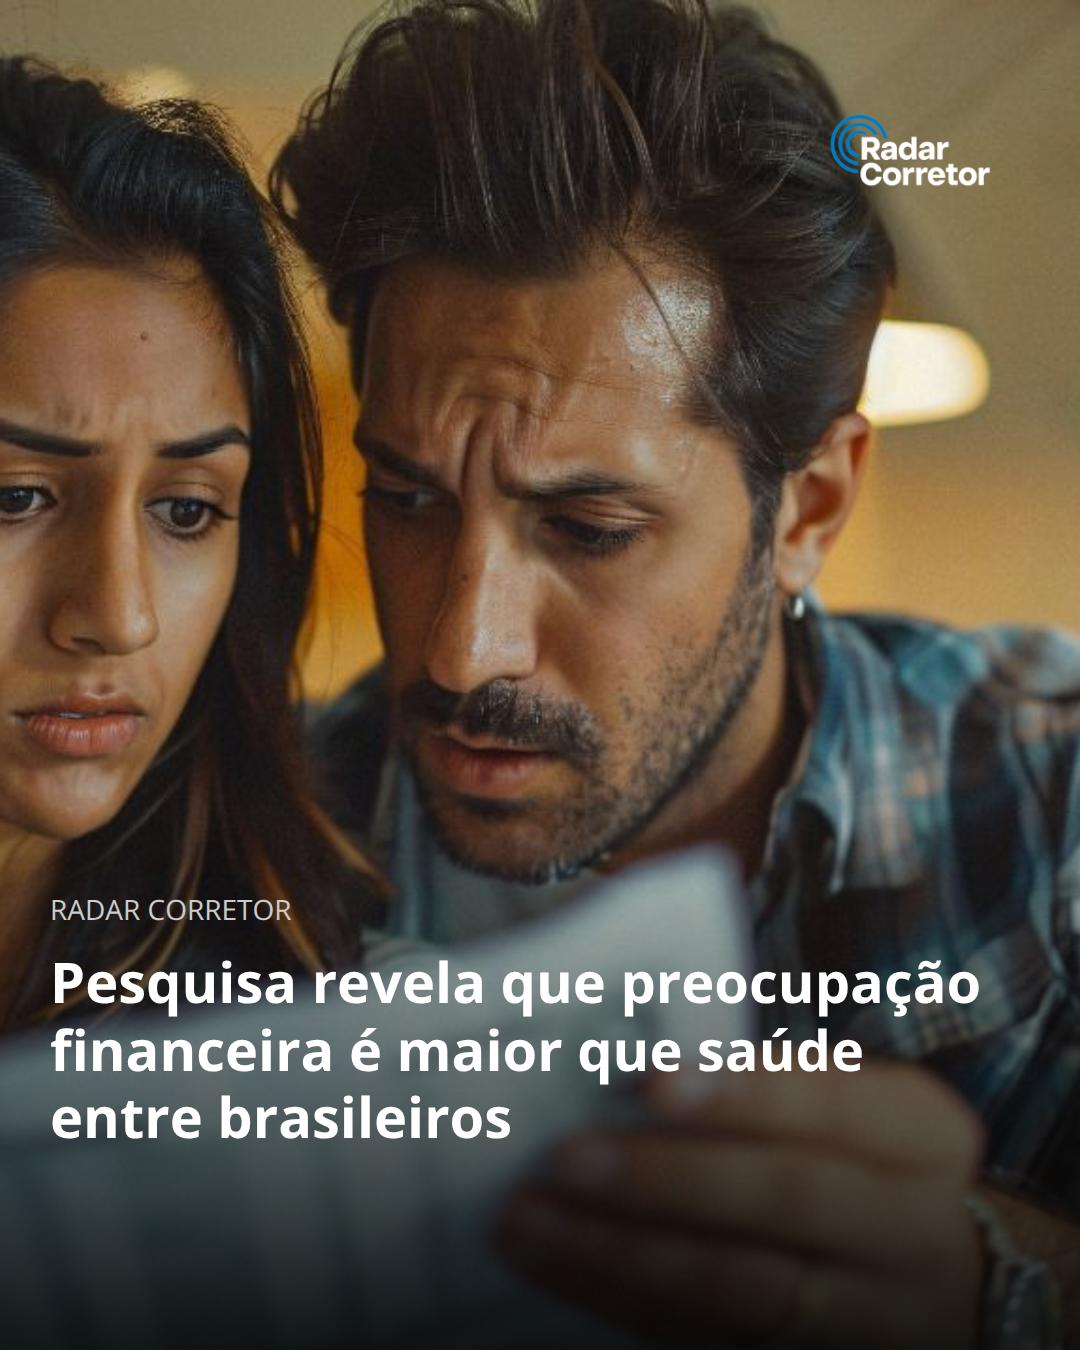 Radar
Corretor
RADAR CORRETOR
Pesquisa revela que preocupação
financeira é maior que saúde
entre brasileiros